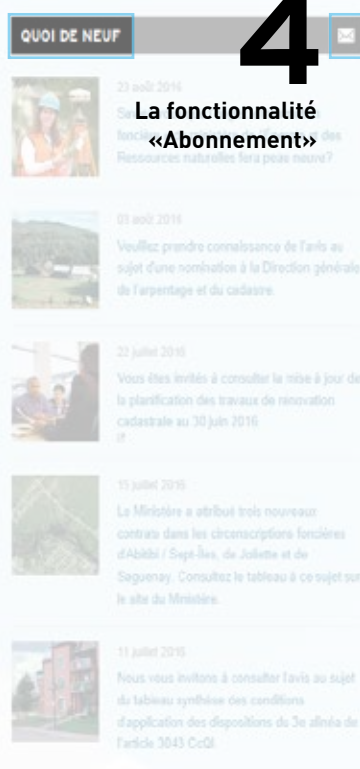 QUOI DE NEUF
4
La fonctionnalité
«Abonnement»
23 août 2016
foncière des
Ressources naturelles fera peau neuve?
03 août 2016
Veuillez prendre connaissance de l'avis au
sujet d'une nomination à la Direction générale
de l'arpentage et du cadastre.
22 juillet 2016
Vous êtes invités à consulter la mise à jour de
la planification des travaux de rénovation
cadastrale au 30 juin 2016
15 juillet 2016
Le Ministère a attribué trois nouveaux
contrats dans les circonscriptions foncières
d'Abitibi / Sept-Îles, de Joliette et de
Saguenay. Consultez le tableau à ce sujet sur
le site du Ministère.
11 juillet 2016
Nous vous invitons à consulter l'avis au sujet
du tableau synthèse des conditions
d'application des dispositions du 3e alinéa de
l'article 3043 CcQ